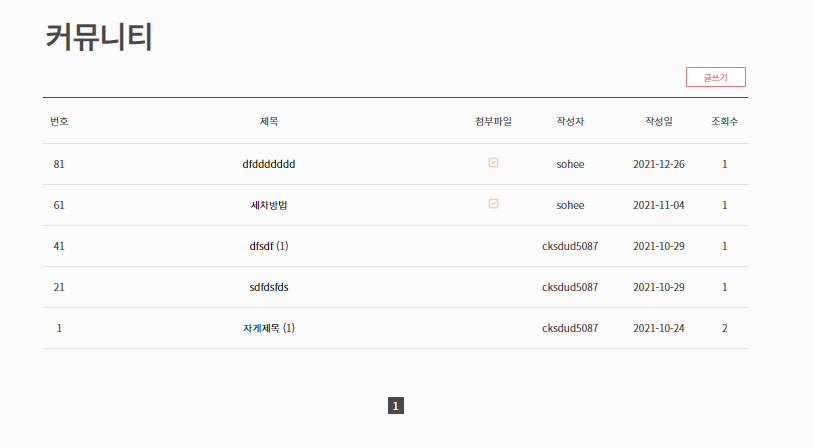 커뮤니티
글쓰기
번호 제목 첨부파일 작성자 작성일 조회수
81 dfddddddd sohee 2021-12-26 1
61 세차방법 sohee 2021-11-04 1
41 dfsdf (1) cksdud5087 2021-10-29 1
21 sdfdsfds cksdud5087 2021-10-29 1
1 자게제목 (1) cksdud5087 2021-10-24 2
1